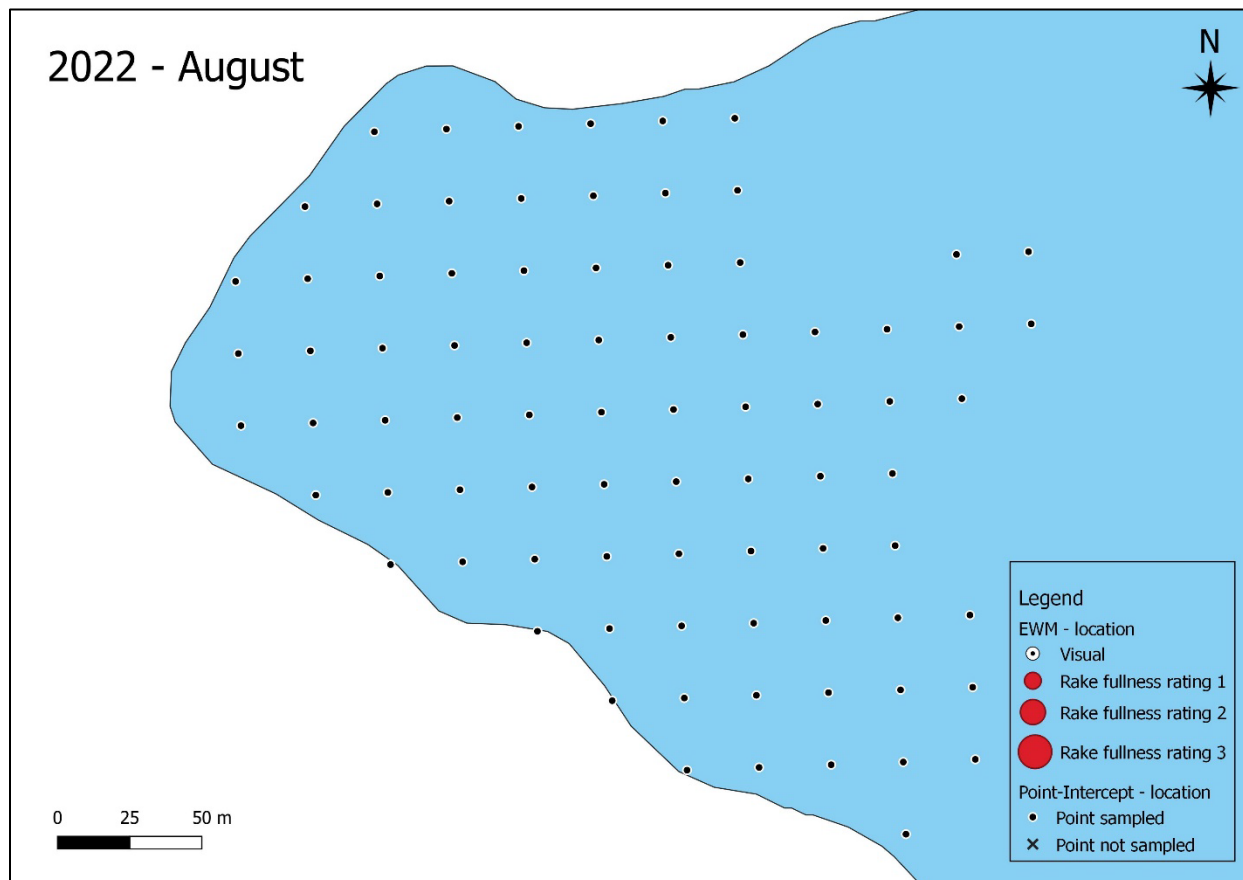 2022 - August
N
Legend
EWM - location
Visual
Rake fullness rating 1
Rake fullness rating 2
Rake fullness rating 3
Point-Intercept - location
Point sampled
Point not sampled
0 25 50 m